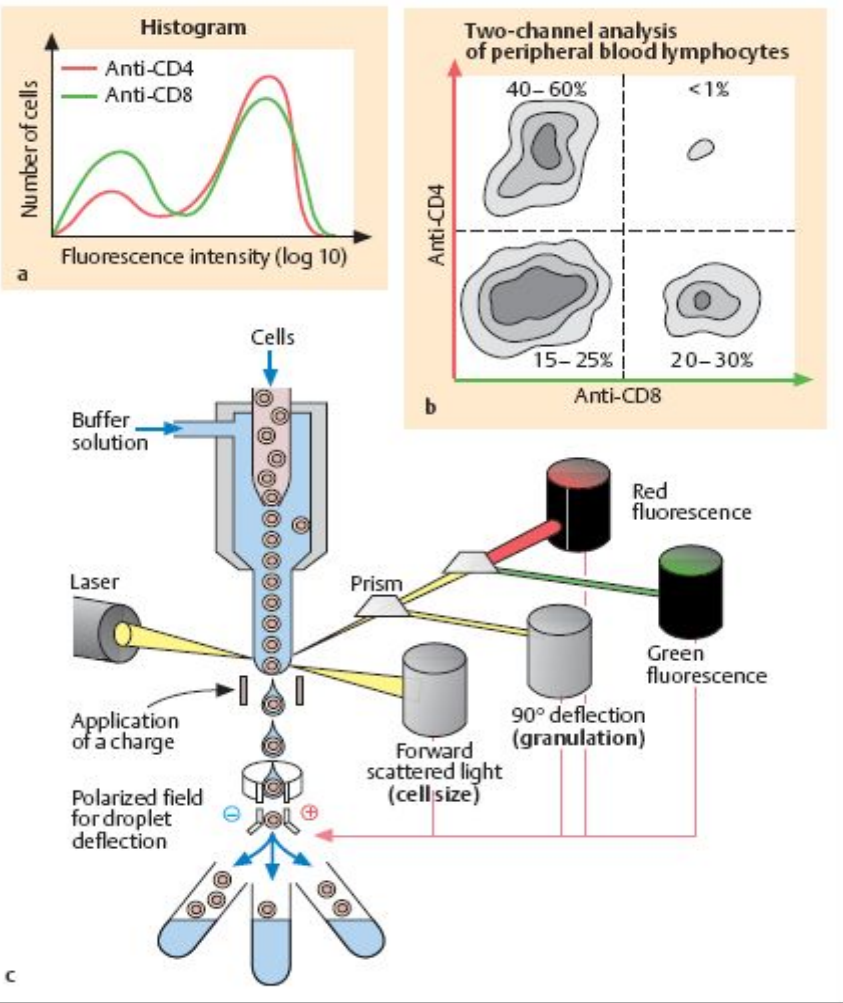 Histogram
Anti-CD4
Anti-CD8
Number of cells
Fluorescence intensity (log 10)
a
Two-channel analysis
of peripheral blood lymphocytes
40–60%
<1%
Anti-CD4
15–25%
20–30%
Anti-CD8
b
Cells
Buffer
solution
Red
fluorescence
Laser
Prism
Green
fluorescence
Application
of a charge
90° deflection
(granulation)
Forward
scattered light
(cell size)
Polarized field
for droplet
deflection
−
+
c